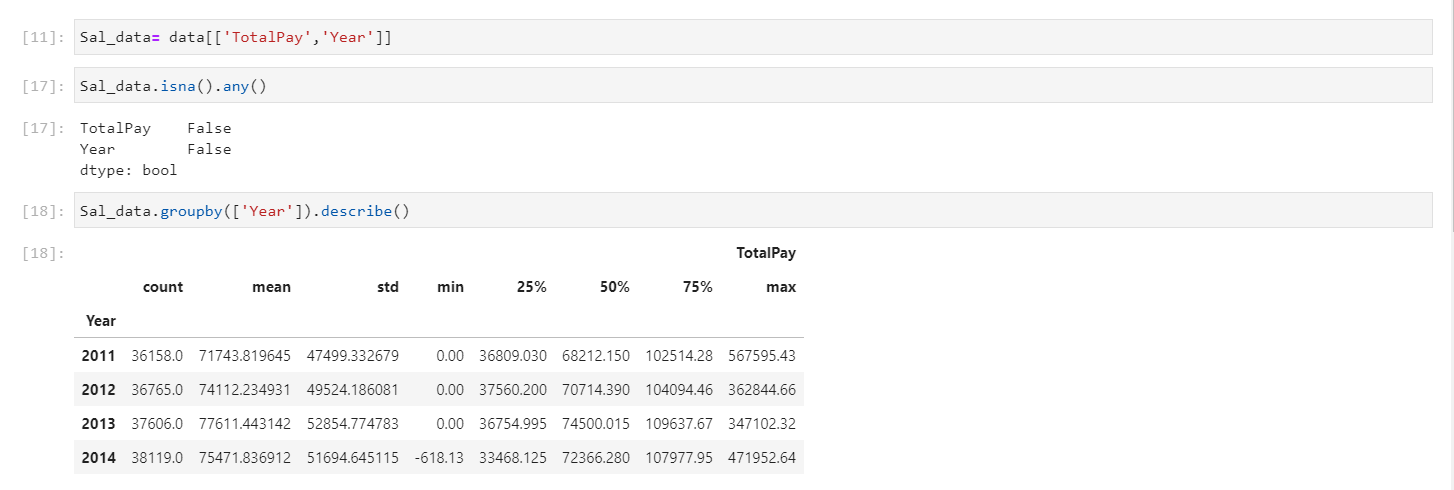 [11]: Sal_data= data[['TotalPay','Year']]
[17]: Sal_data.isna().any()
[17]: TotalPay    False
Year        False
dtype: bool
[18]: Sal_data.groupby(['Year']).describe()
[18]: TotalPay
count mean std min 25% 50% 75% max
Year
2011 36158.0 71743.819645 47499.332679 0.00 36809.030 68212.150 102514.28 567595.43
2012 36765.0 74112.234931 49524.186081 0.00 37560.200 70714.390 104094.46 362844.66
2013 37606.0 77611.443142 52854.774783 0.00 36754.995 74500.015 109637.67 347102.32
2014 38119.0 75471.836912 51694.645115 -618.13 33468.125 72366.280 107977.95 471952.64